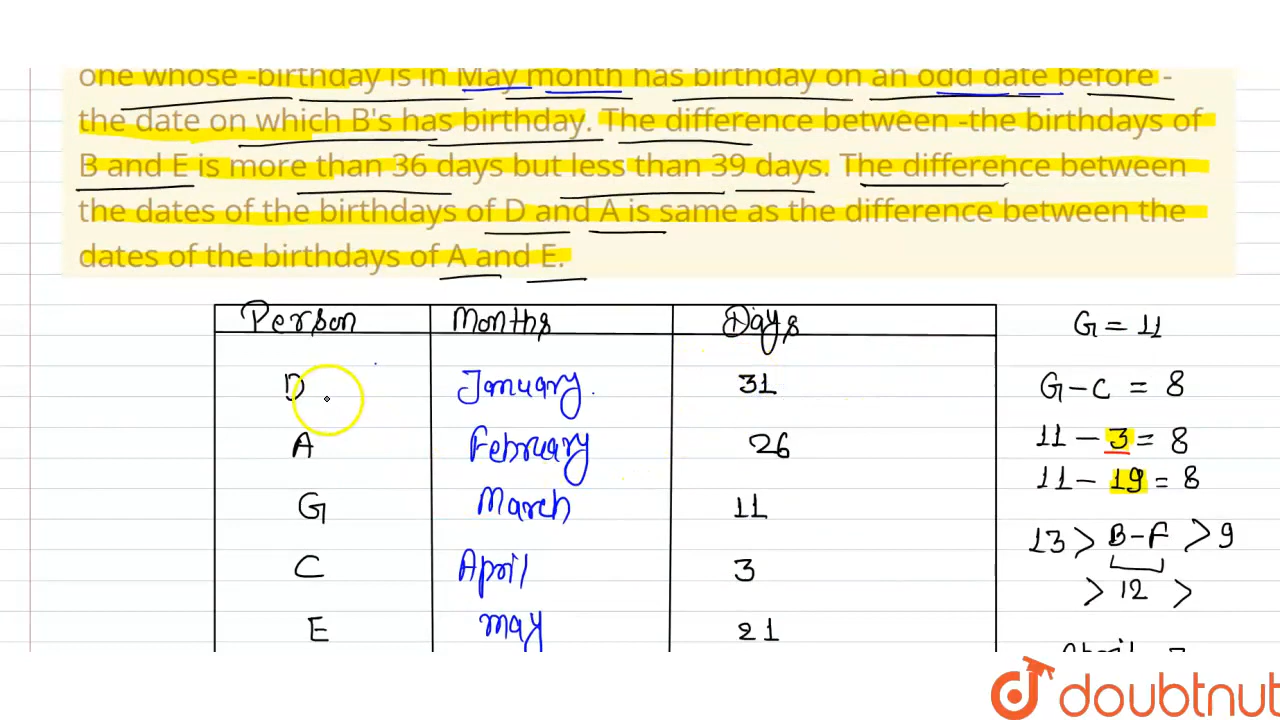 one whose -birthday is in May month has birthday on an odd date before -
the date on which B's has birthday. The difference between -the birthdays of
B and E is more than 36 days but less than 39 days. The difference between
the dates of the birthdays of D and A is same as the difference between the
dates of the birthdays of A and E.
Person Months Days
D January. 31
A February 26
G March 11
C April 3
E may 21
G = 11
G - C = 8
11 - 3 = 8
11 - 19 = 8
13 > B - F > 9
> 12 >
doubtnut